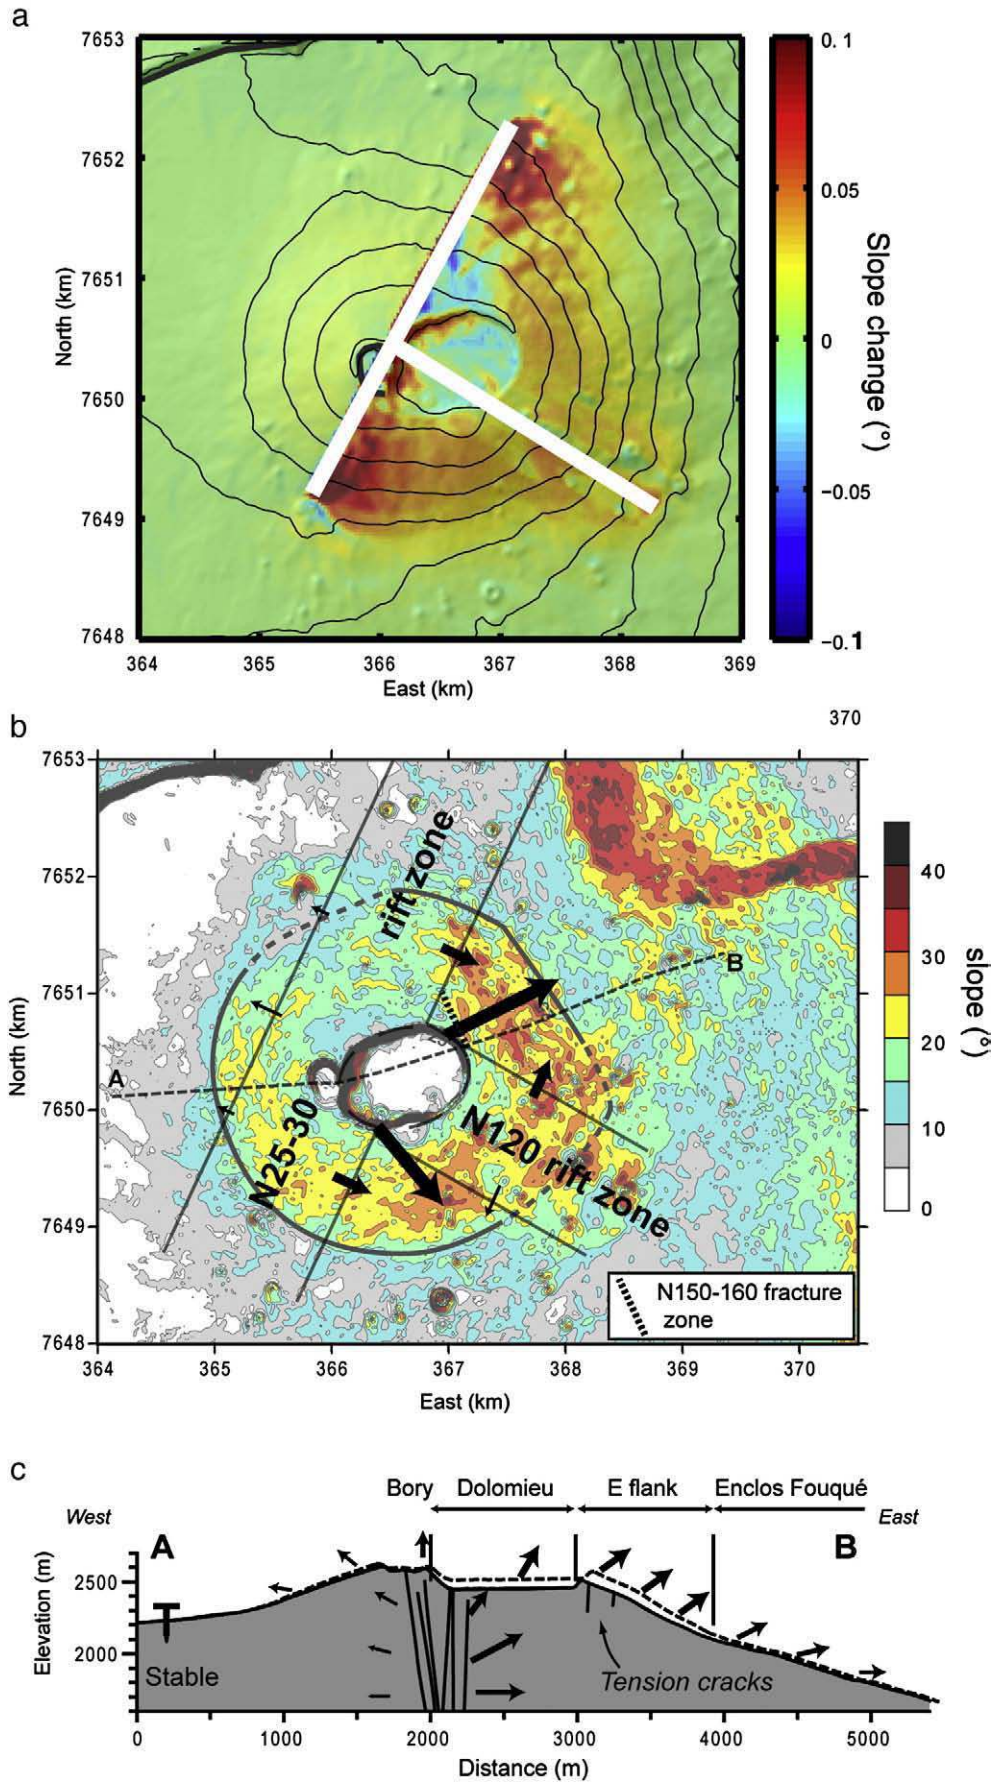 a
7653
7652
7651
7650
7649
7648
North (km)
364
365
366
367
368
369
East (km)
0.1
0.05
0
−0.05
−0.1
Slope change (°)
b
370
7653
7652
7651
7650
7649
7648
North (km)
364
365
366
367
368
369
370
East (km)
rift zone
N25-30
N120 rift zone
A
B
N150-160 fracture
zone
40
30
20
10
0
slope (°)
c
Bory
Dolomieu
E flank
Enclos Fouqué
West
East
A
B
2500
2000
Elevation (m)
Stable
Tension cracks
0
1000
2000
3000
4000
5000
Distance (m)